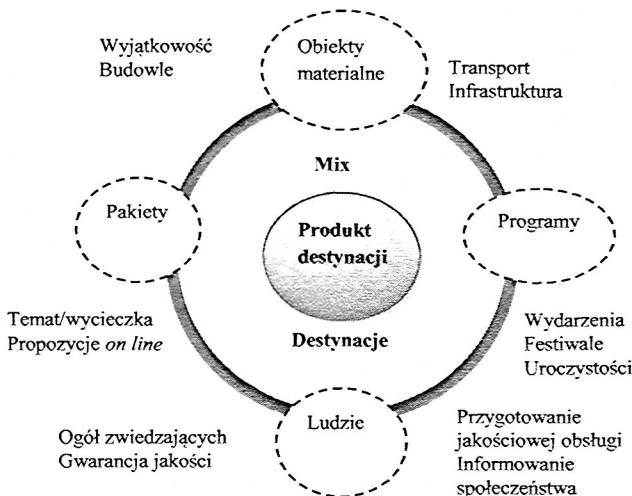 Wyjątkowość
Budowle
Obiekty
materialne
Transport
Infrastruktura
Mix
Pakiety
Produkt
destynacji
Programy
Temat/wycieczka
Propozycje on line
Destynacje
Wydarzenia
Festiwale
Uroczystości
Ogół zwiedzających
Gwarancja jakości
Ludzie
Przygotowanie
jakościowej obsługi
Informowanie
społeczeństwa